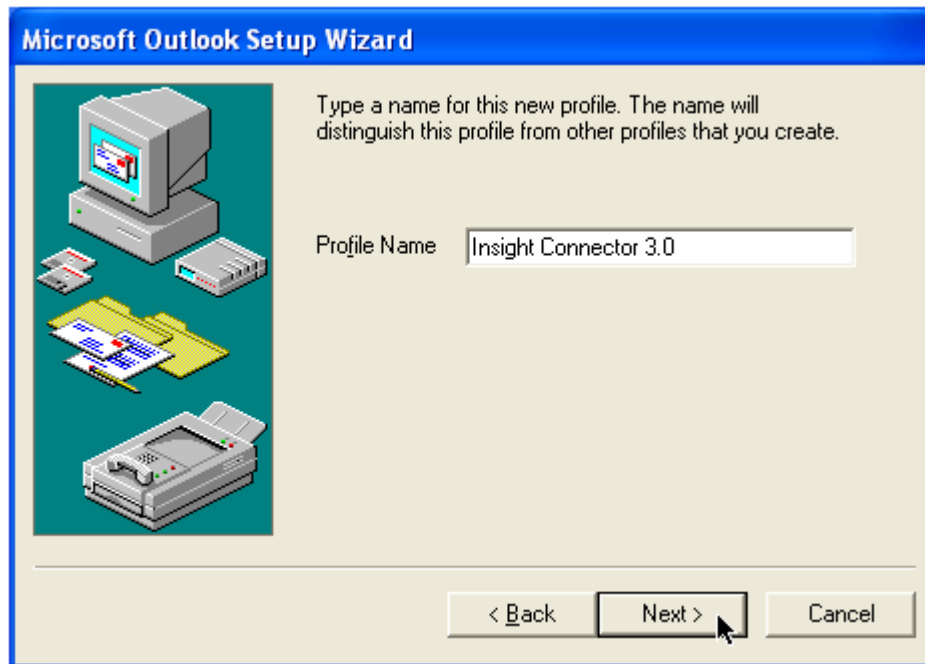 Microsoft Outlook Setup Wizard
Type a name for this new profile. The name will
distinguish this profile from other profiles that you create.
Profile Name Insight Connector 3.0
< Back Next > Cancel